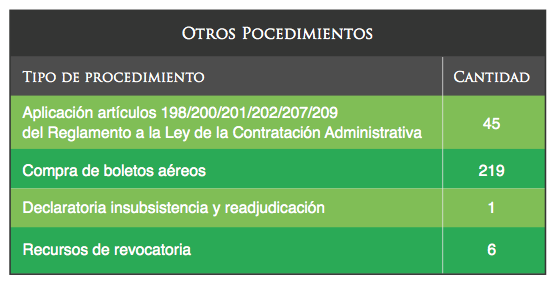 Otros Pocedimientos
Tipo de procedimiento Cantidad
Aplicación artículos 198/200/201/202/207/209
del Reglamento a la Ley de la Contratación Administrativa 45
Compra de boletos aéreos 219
Declaratoria insubsistencia y readjudicación 1
Recursos de revocatoria 6